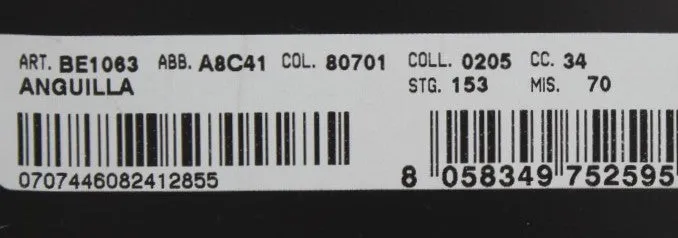 ART. BE1063 ABB. A8C41 COL. 80701 COLL. 0205 CC. 34
ANGUILLA STG. 153 MIS. 70
0707446082412855
8 058349 752595